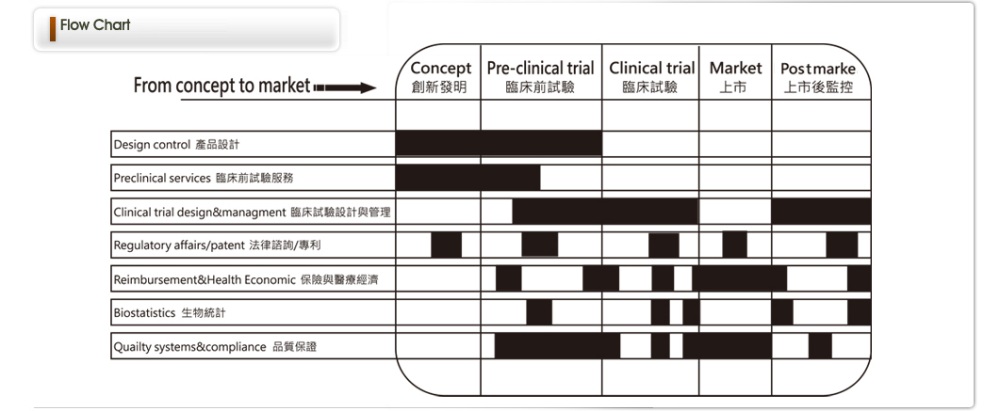 Flow Chart
From concept to market
Concept
創新發明
Pre-clinical trial
臨床前試驗
Clinical trial
臨床試驗
Market
上市
Postmarke
上市後監控
Design control 產品設計
Preclinical services 臨床前試驗服務
Clinical trial design&managment 臨床試驗設計與管理
Regulatory affairs/patent 法律諮詢/專利
Reimbursement&Health Economic 保險與醫療經濟
Biostatistics 生物統計
Quailty systems&compliance 品質保證